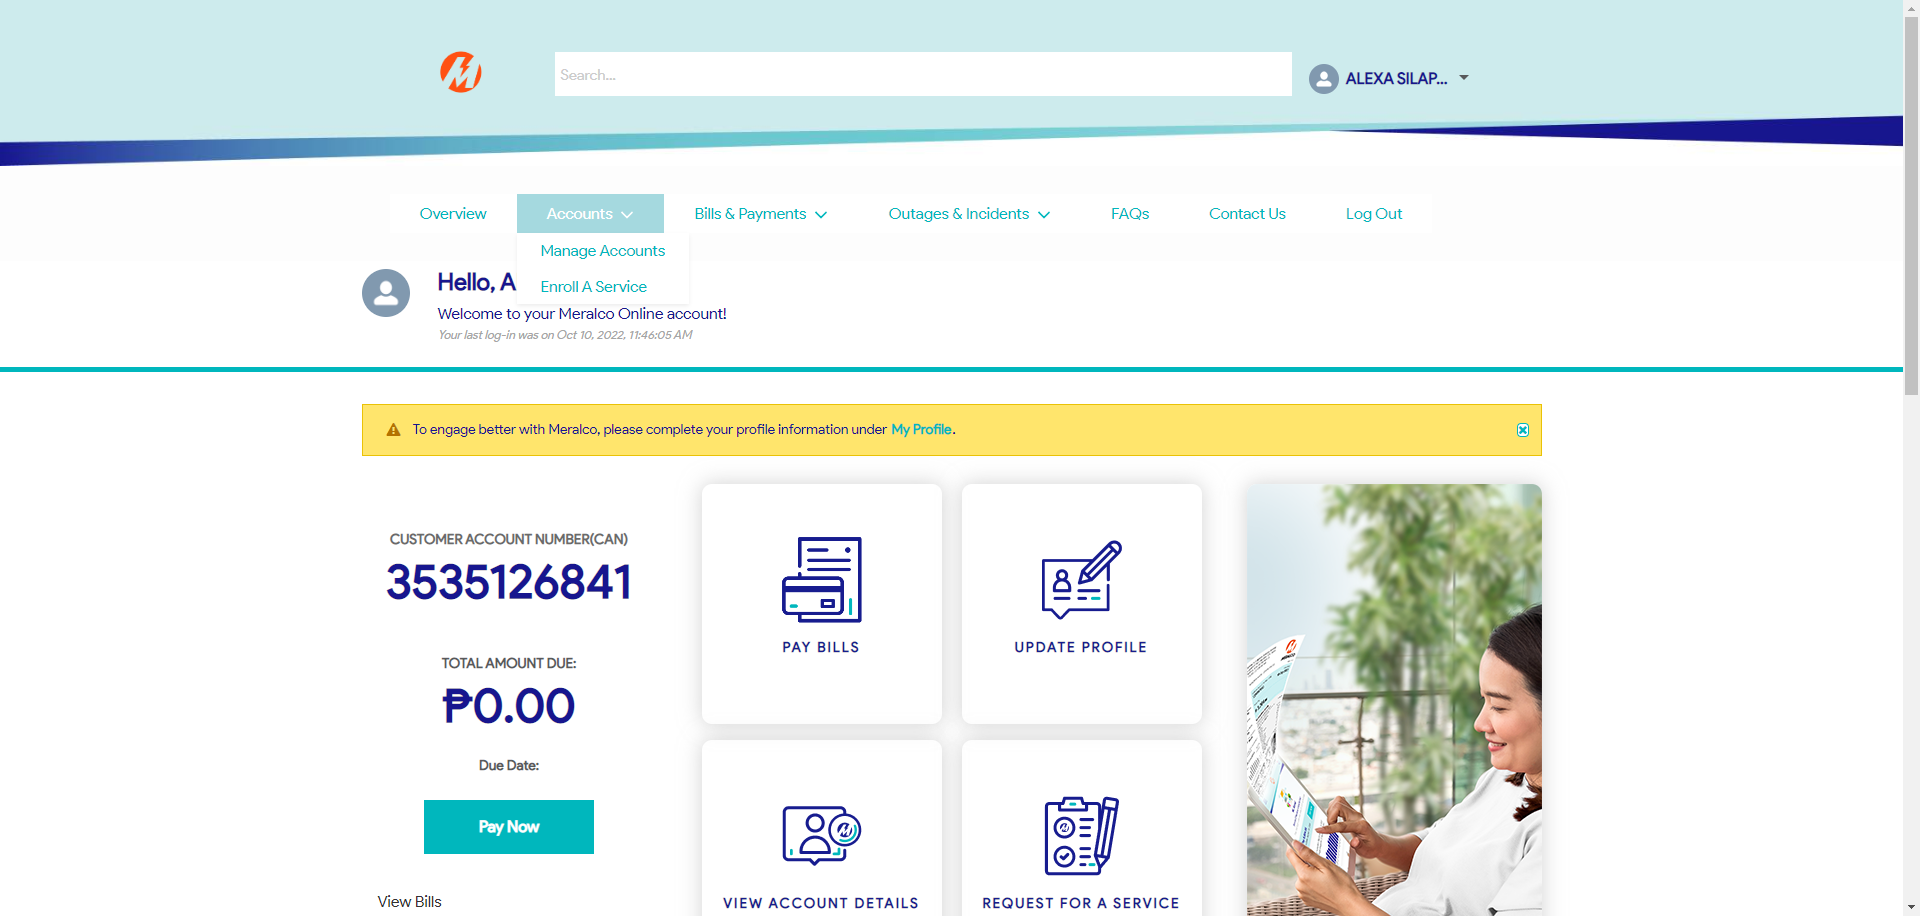 Search...
ALEXA SILAP...
Overview
Accounts
Bills & Payments
Outages & Incidents
FAQs
Contact Us
Log Out
Manage Accounts
Enroll A Service
Hello, A
Welcome to your Meralco Online account!
Your last log-in was on Oct 10, 2022, 11:46:05 AM
To engage better with Meralco, please complete your profile information under My Profile.
CUSTOMER ACCOUNT NUMBER(CAN)
3535126841
TOTAL AMOUNT DUE:
₱0.00
Due Date:
Pay Now
View Bills
PAY BILLS
UPDATE PROFILE
VIEW ACCOUNT DETAILS
REQUEST FOR A SERVICE